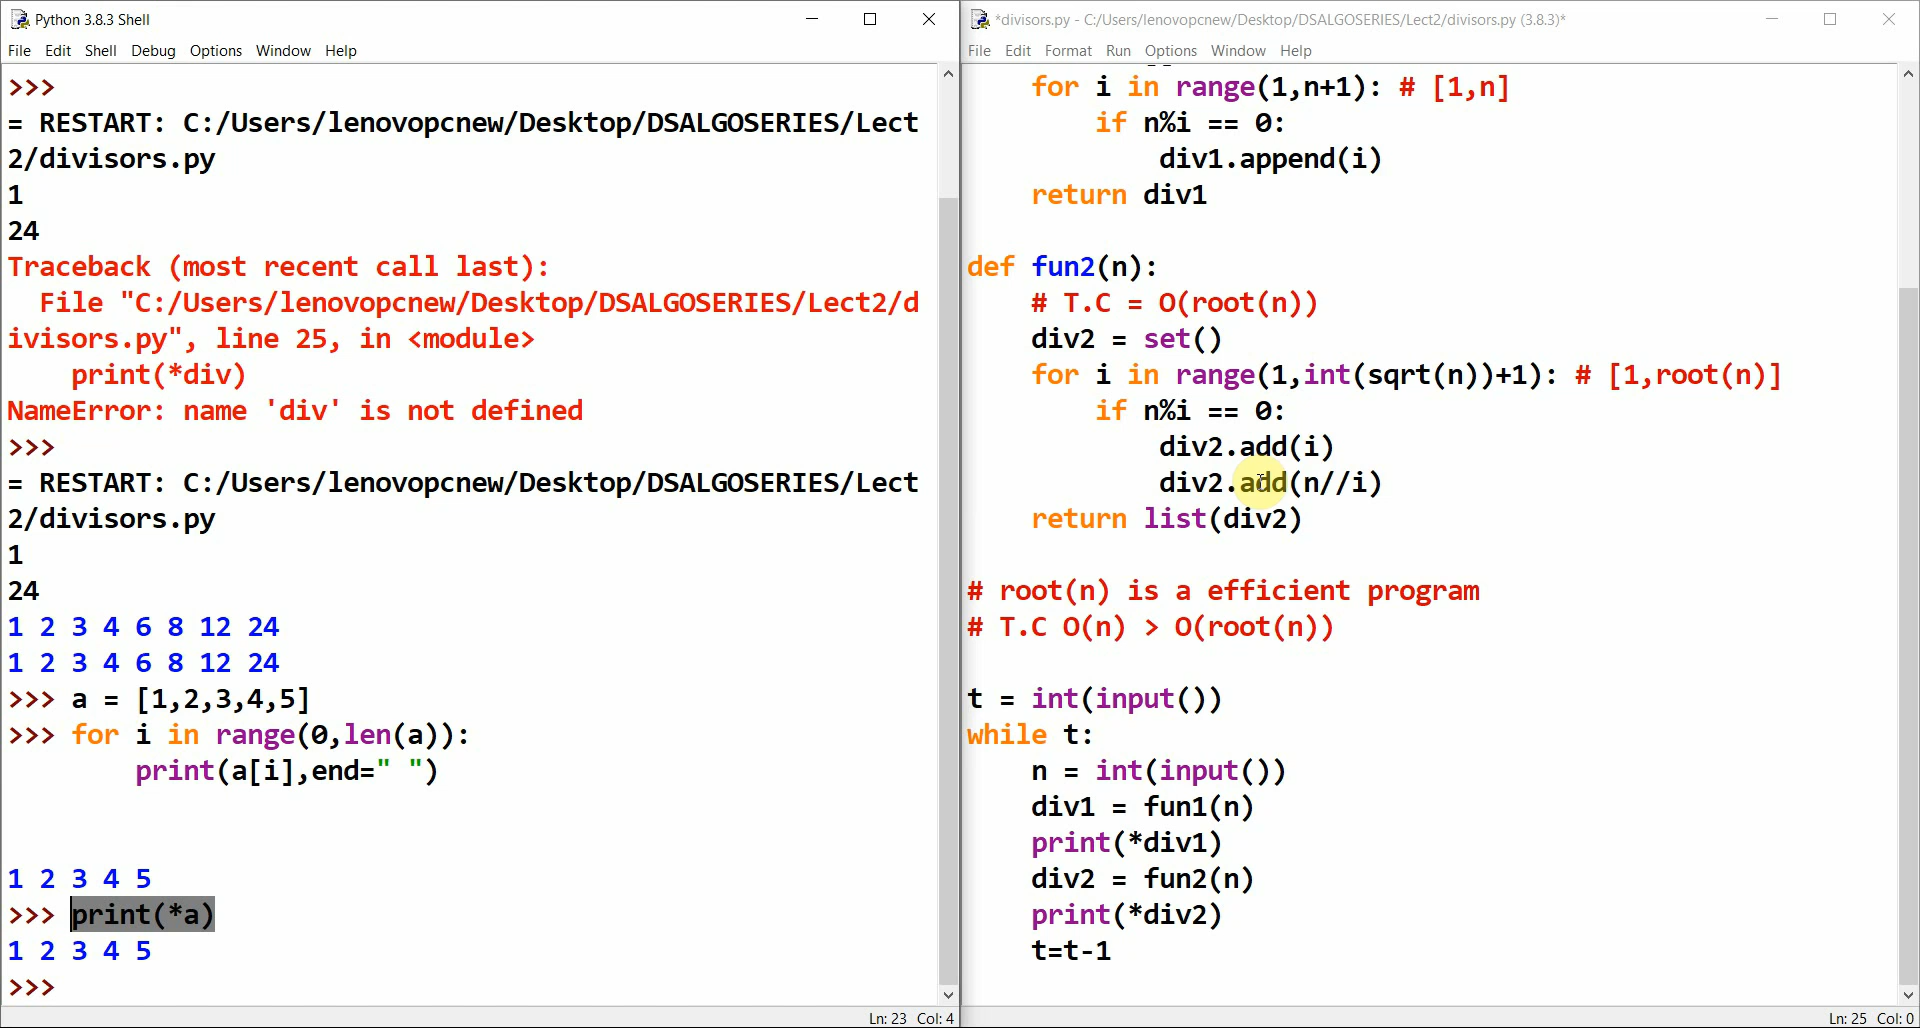 Python 3.8.3 Shell
File Edit Shell Debug Options Window Help
>>>
= RESTART: C:/Users/lenovopcnew/Desktop/DSALGOSERIES/Lect
2/divisors.py
1
24
Traceback (most recent call last):
  File "C:/Users/lenovopcnew/Desktop/DSALGOSERIES/Lect2/d
ivisors.py", line 25, in <module>
    print(*div)
NameError: name 'div' is not defined
>>>
= RESTART: C:/Users/lenovopcnew/Desktop/DSALGOSERIES/Lect
2/divisors.py
1
24
1 2 3 4 6 8 12 24
1 2 3 4 6 8 12 24
>>> a = [1,2,3,4,5]
>>> for i in range(0,len(a)):
        print(a[i],end=" ")
1 2 3 4 5
>>> print(*a)
1 2 3 4 5
>>>
Ln: 23 Col: 4
*divisors.py - C:/Users/lenovopcnew/Desktop/DSALGOSERIES/Lect2/divisors.py (3.8.3)*
File Edit Format Run Options Window Help
    for i in range(1,n+1): # [1,n]
        if n%i == 0:
            div1.append(i)
    return div1
def fun2(n):
    # T.C = O(root(n))
    div2 = set()
    for i in range(1,int(sqrt(n))+1): # [1,root(n)]
        if n%i == 0:
            div2.add(i)
            div2.add(n//i)
    return list(div2)
# root(n) is a efficient program
# T.C O(n) > O(root(n))
t = int(input())
while t:
    n = int(input())
    div1 = fun1(n)
    print(*div1)
    div2 = fun2(n)
    print(*div2)
    t=t-1
Ln: 25 Col: 0